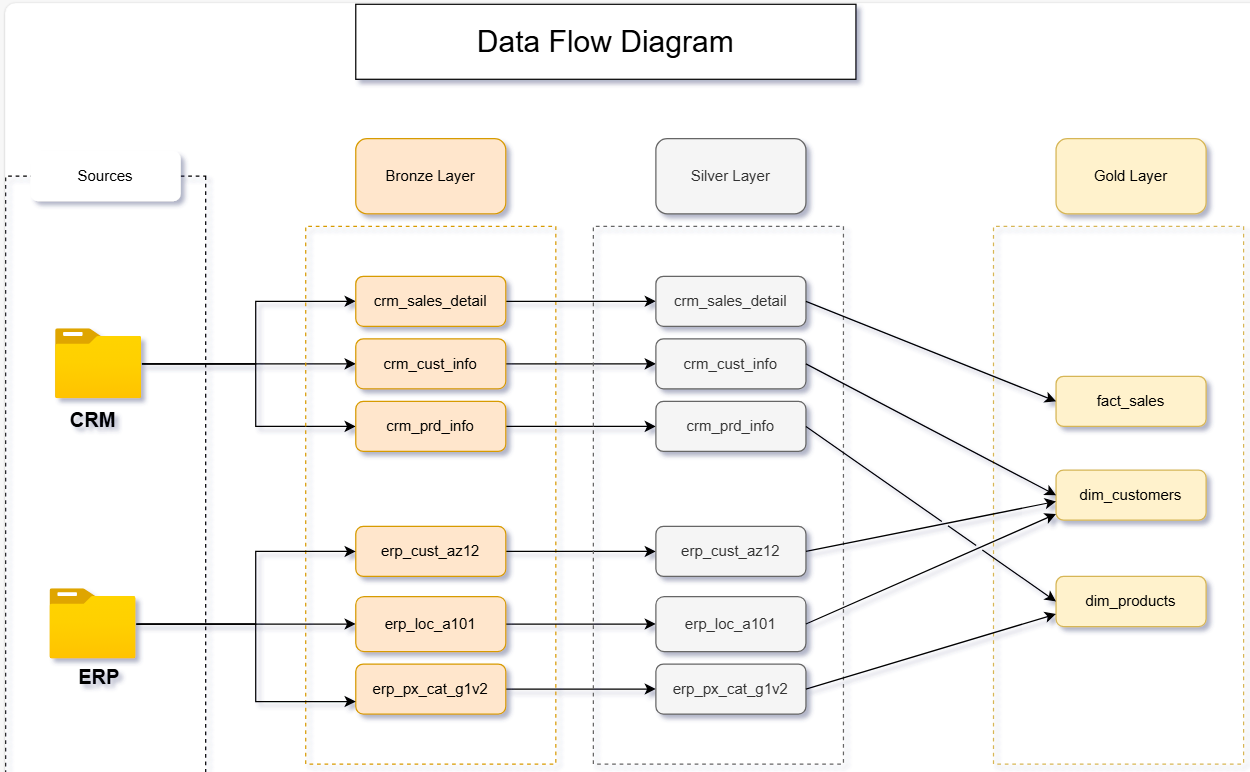 Data Flow Diagram
Sources
Bronze Layer
Silver Layer
Gold Layer
crm_sales_detail
crm_sales_detail
crm_cust_info
crm_cust_info
fact_sales
CRM
crm_prd_info
crm_prd_info
dim_customers
erp_cust_az12
erp_cust_az12
dim_products
erp_loc_a101
erp_loc_a101
ERP
erp_px_cat_g1v2
erp_px_cat_g1v2